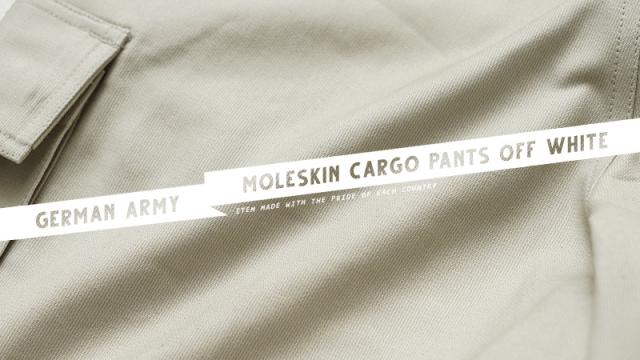 GERMAN ARMY
MOLESKIN CARGO PANTS OFF WHITE
ITEM MADE WITH THE PRIDE OF EACH COUNTRY